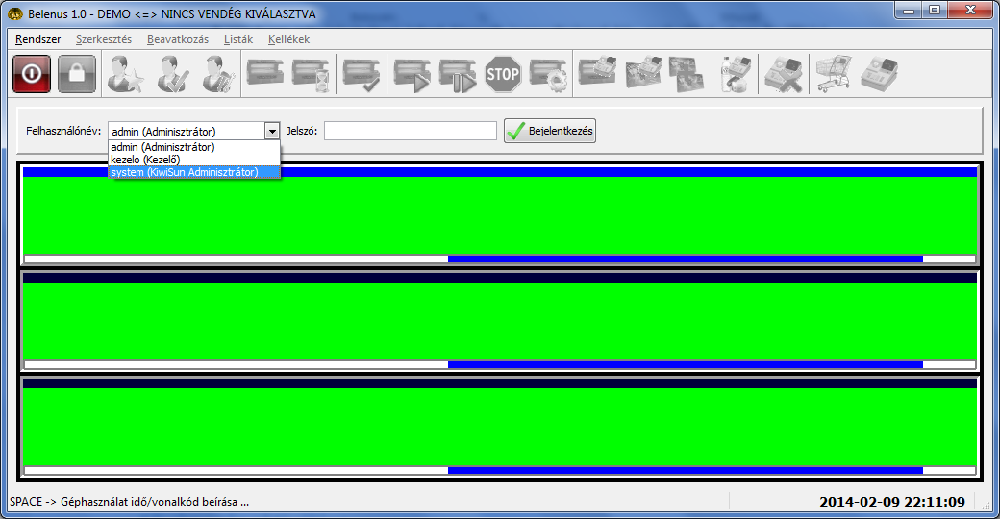 Belenus 1.0 - DEMO <=> NINCS VENDÉG KIVÁLASZTVA
Rendszer Szerkesztés Beavatkozás Listák Kellékek
STOP
Felhasználónév: admin (Adminisztrátor) Jelszó: Bejelentkezés
admin (Adminisztrátor)
kezelo (Kezelő)
system (KiwiSun Adminisztrátor)
SPACE -> Géphasználat idő/vonalkód beírása ... 2014-02-09 22:11:09